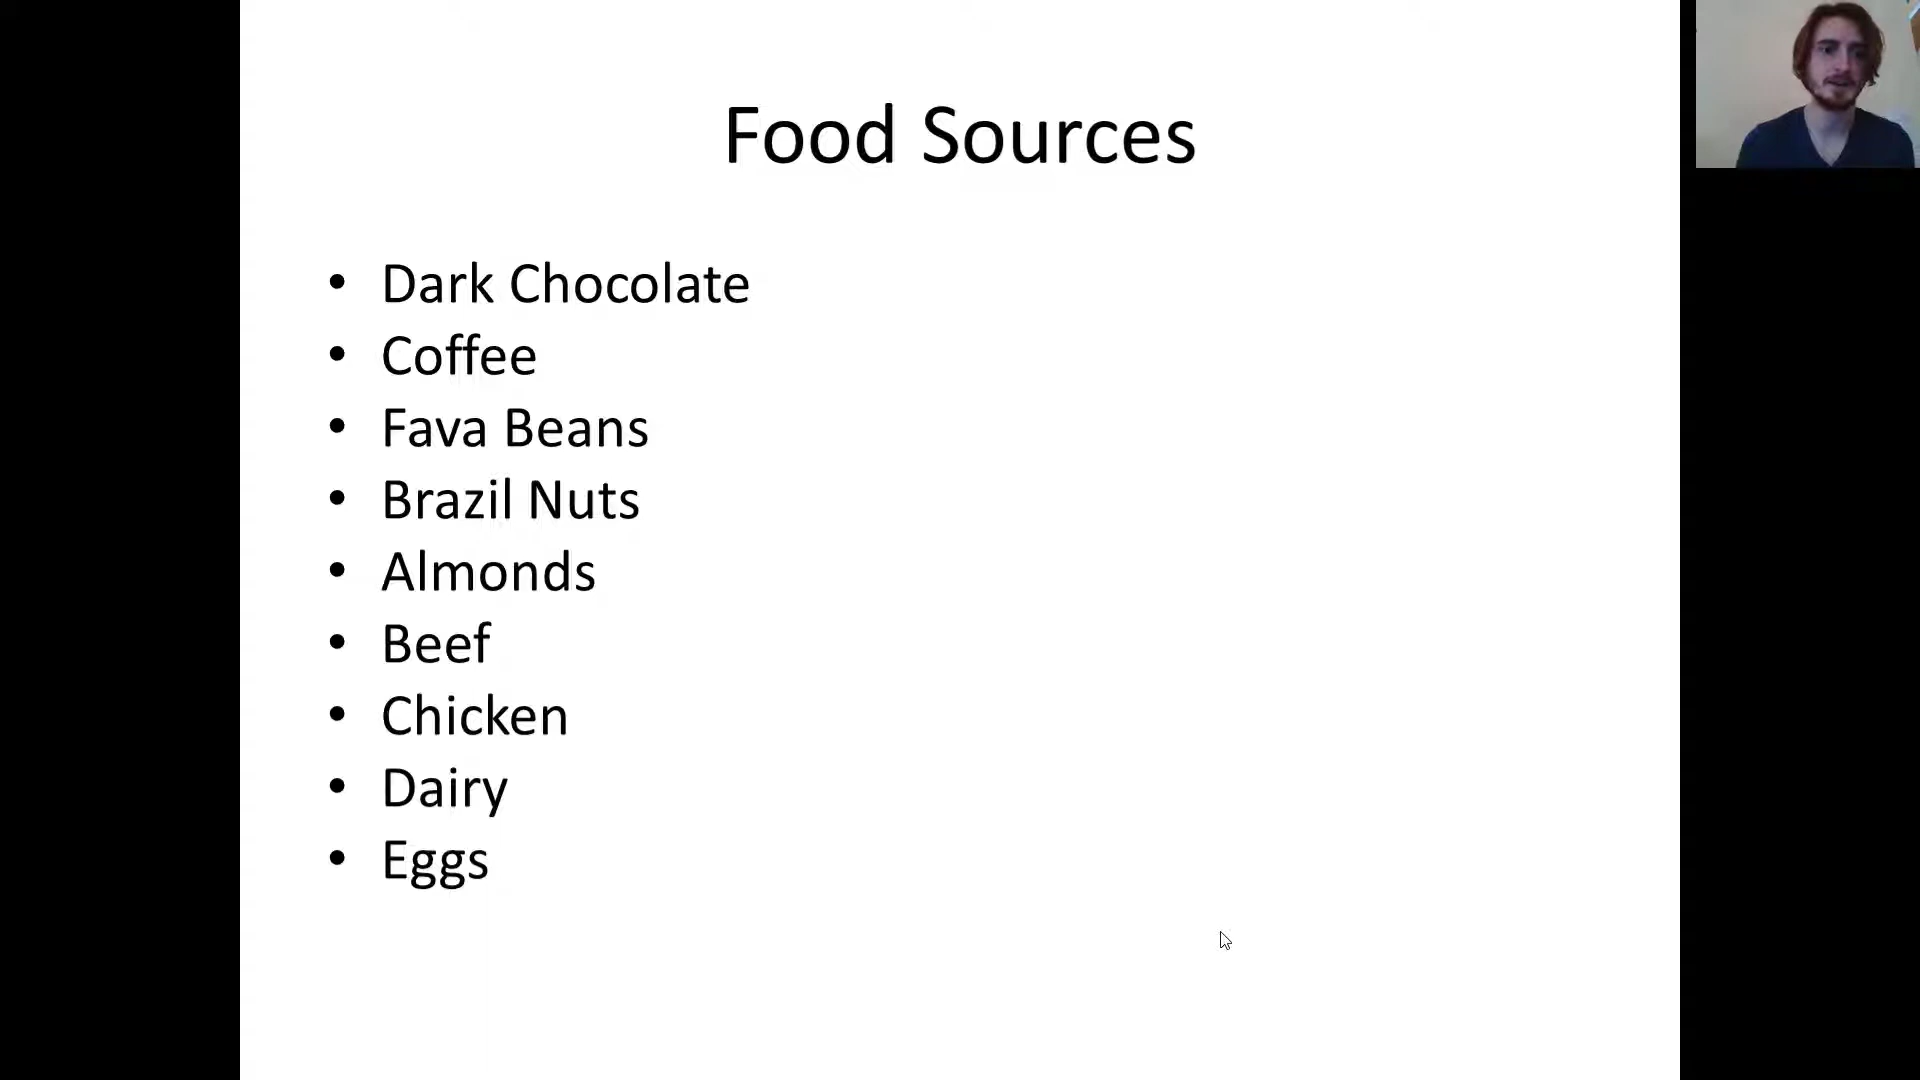 Food Sources
• Dark Chocolate
• Coffee
• Fava Beans
• Brazil Nuts
• Almonds
• Beef
• Chicken
• Dairy
• Eggs